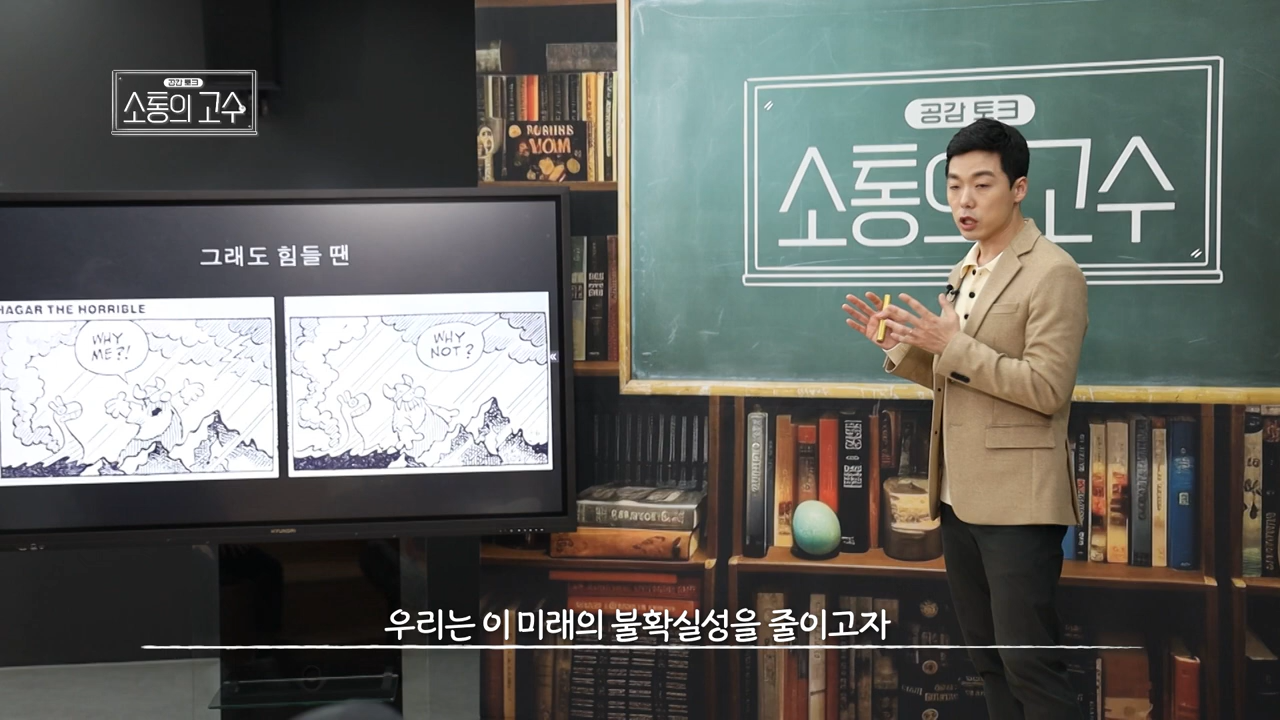 공감 토크
소통의 고수
공감 토크
소통의 고수
그래도 힘들 땐
HAGAR THE HORRIBLE
WHY
ME?!
WHY
NOT?
HYUNDAI
우리는 이 미래의 불확실성을 줄이고자